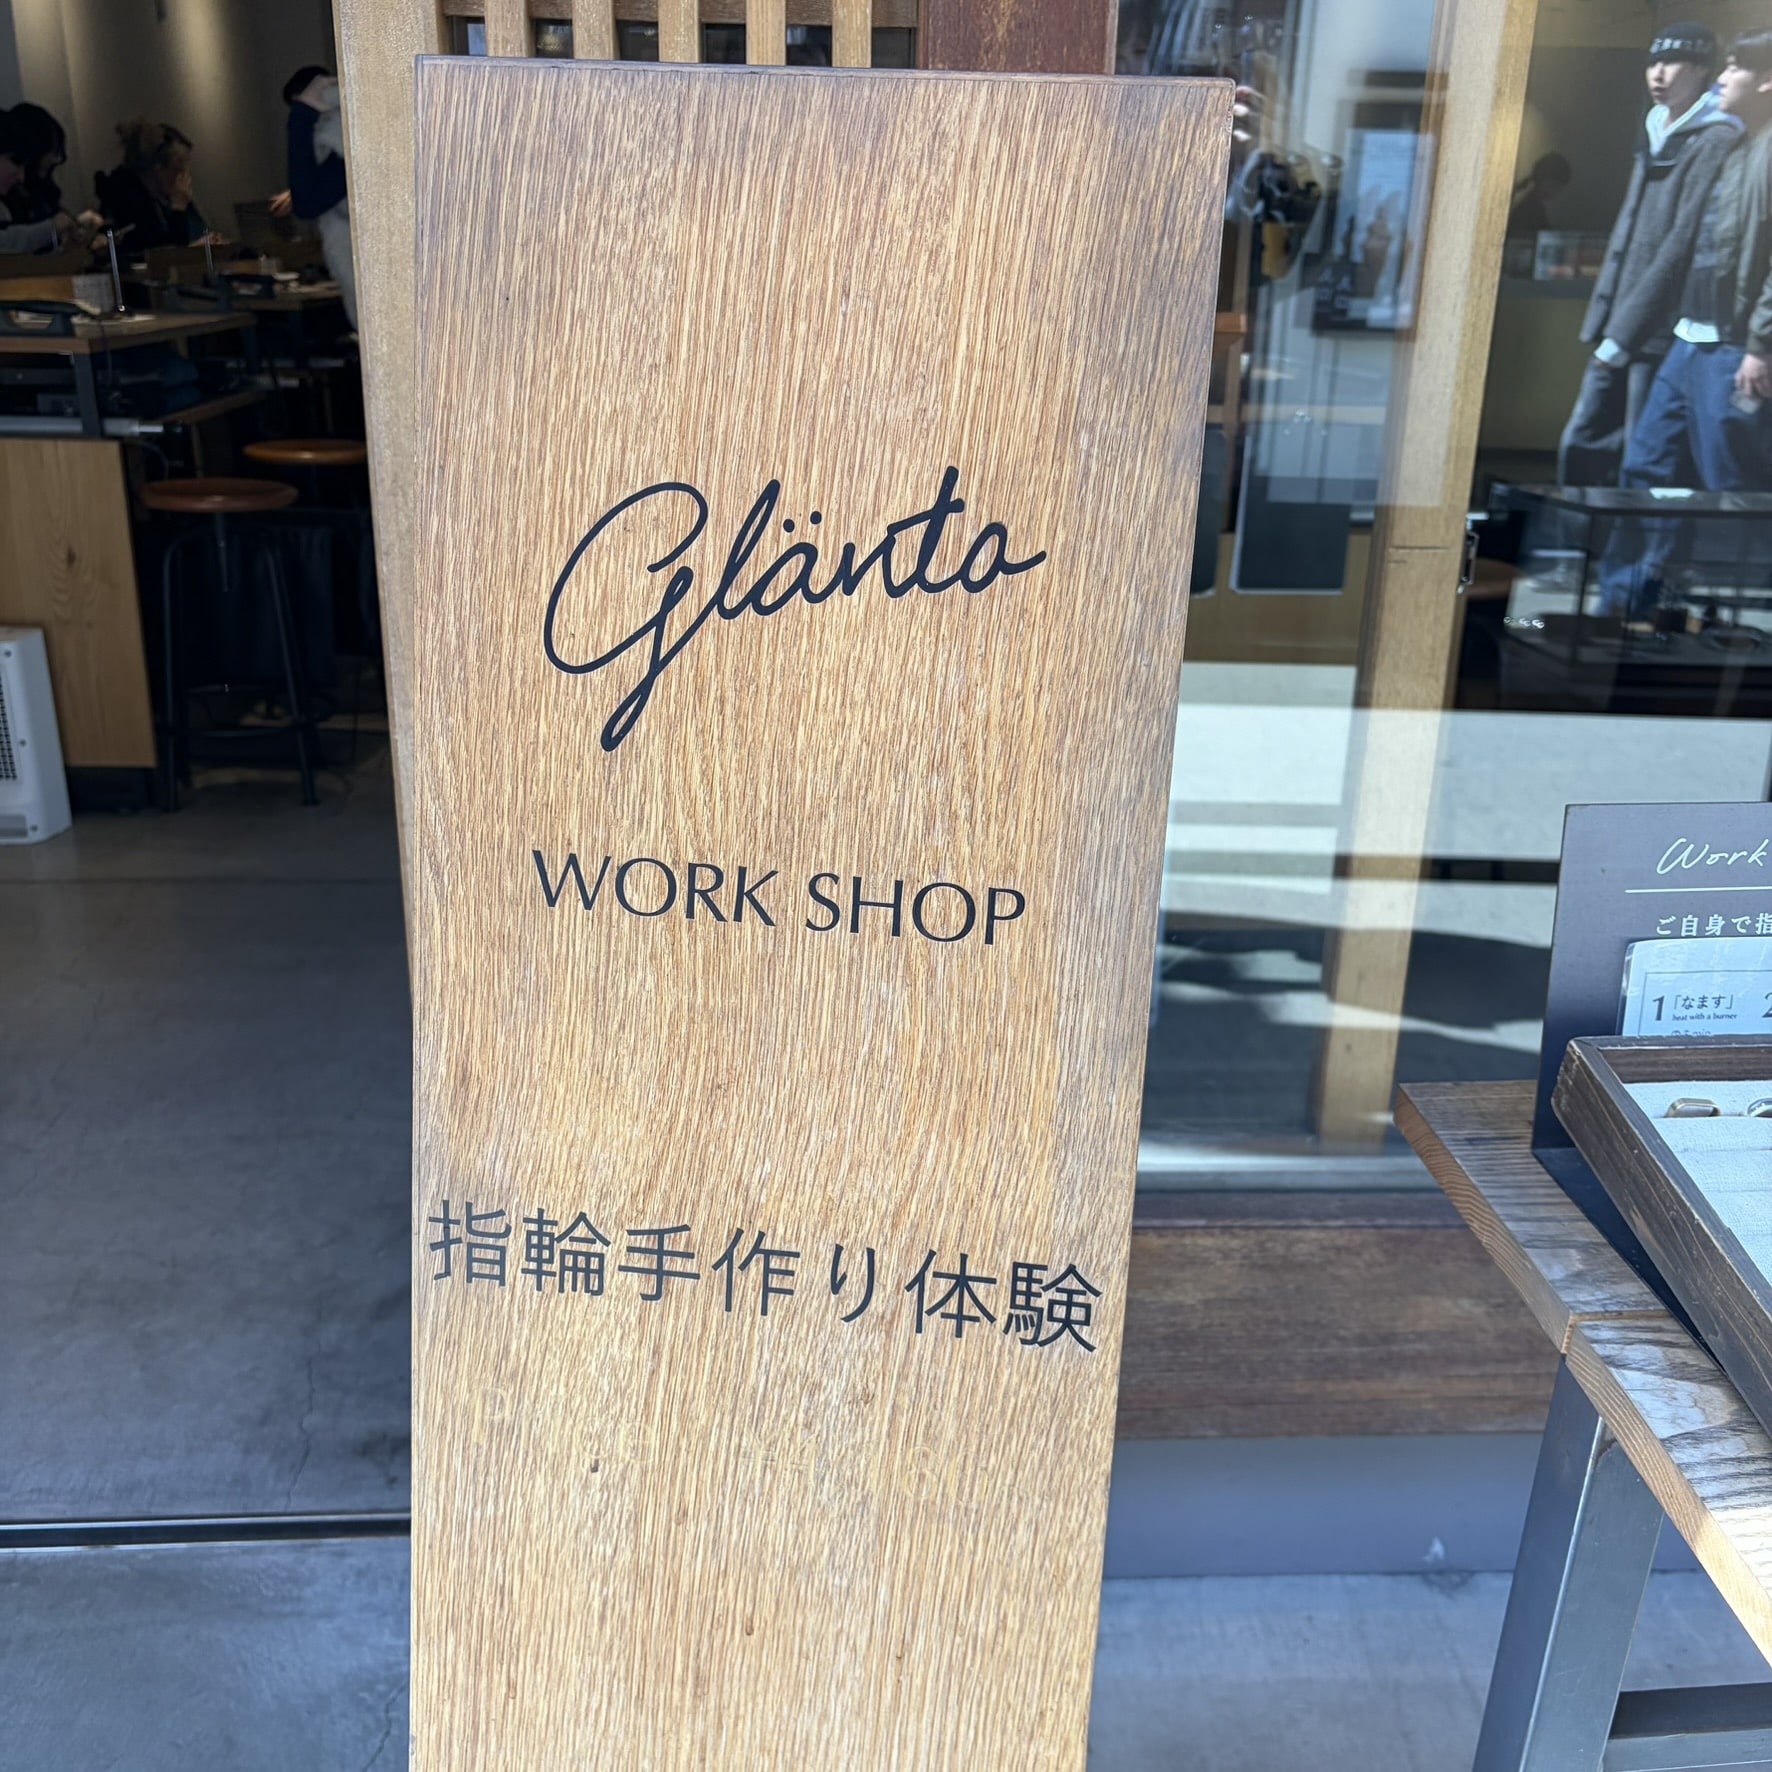 glänta
WORK SHOP
指輪手作り体験
Work
ご自身で指
1 「なます」
heat with a burner